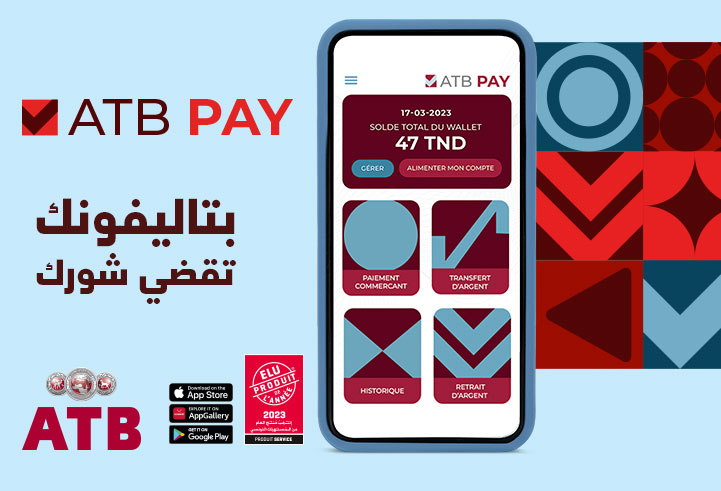 ATB PAY
بتاليفونك
تقضي شورك
ATB PAY
17-03-2023
SOLDE TOTAL DU WALLET
47 TND
GÉRER
ALIMENTER MON COMPTE
PAIEMENT
COMMERCANT
TRANSFERT
D'ARGENT
HISTORIQUE
RETRAIT
D'ARGENT
ATB
Download on the
App Store
EXPLORE IT ON
AppGallery
GET IT ON
Google Play
ELU
PRODUIT
DE
L'ANNÉE
2023
PRODUIT SERVICE